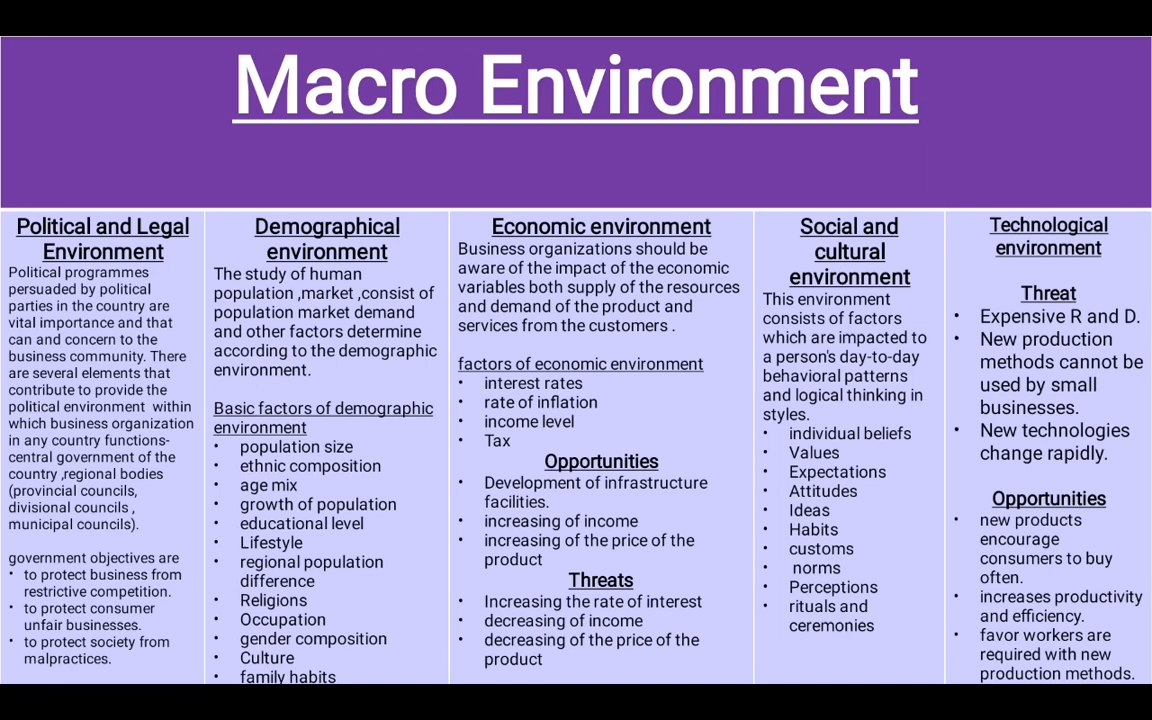 Macro Environment
Political and Legal
Environment
Political programmes
persuaded by political
parties in the country are
vital importance and that
can and concern to the
business community. There
are several elements that
contribute to provide the
political environment within
which business organization
in any country functions-
central government of the
country ,regional bodies
(provincial councils,
divisional councils ,
municipal councils).
government objectives are
• to protect business from
restrictive competition.
• to protect consumer
unfair businesses.
• to protect society from
malpractices.
Demographical
environment
The study of human
population ,market ,consist of
population market demand
and other factors determine
according to the demographic
environment.
Basic factors of demographic
environment
• population size
• ethnic composition
• age mix
• growth of population
• educational level
• Lifestyle
• regional population
difference
• Religions
• Occupation
• gender composition
• Culture
• family habits
Economic environment
Business organizations should be
aware of the impact of the economic
variables both supply of the resources
and demand of the product and
services from the customers .
factors of economic environment
• interest rates
• rate of inflation
• income level
• Tax
Opportunities
• Development of infrastructure
facilities.
• increasing of income
• increasing of the price of the
product
Threats
• Increasing the rate of interest
• decreasing of income
• decreasing of the price of the
product
Social and
cultural
environment
This environment
consists of factors
which are impacted to
a person's day-to-day
behavioral patterns
and logical thinking in
styles.
• individual beliefs
• Values
• Expectations
• Attitudes
• Ideas
• Habits
• customs
• norms
• Perceptions
• rituals and
ceremonies
Technological
environment
Threat
• Expensive R and D.
• New production
methods cannot be
used by small
businesses.
• New technologies
change rapidly.
Opportunities
• new products
encourage
consumers to buy
often.
• increases productivity
and efficiency.
• favor workers are
required with new
production methods.